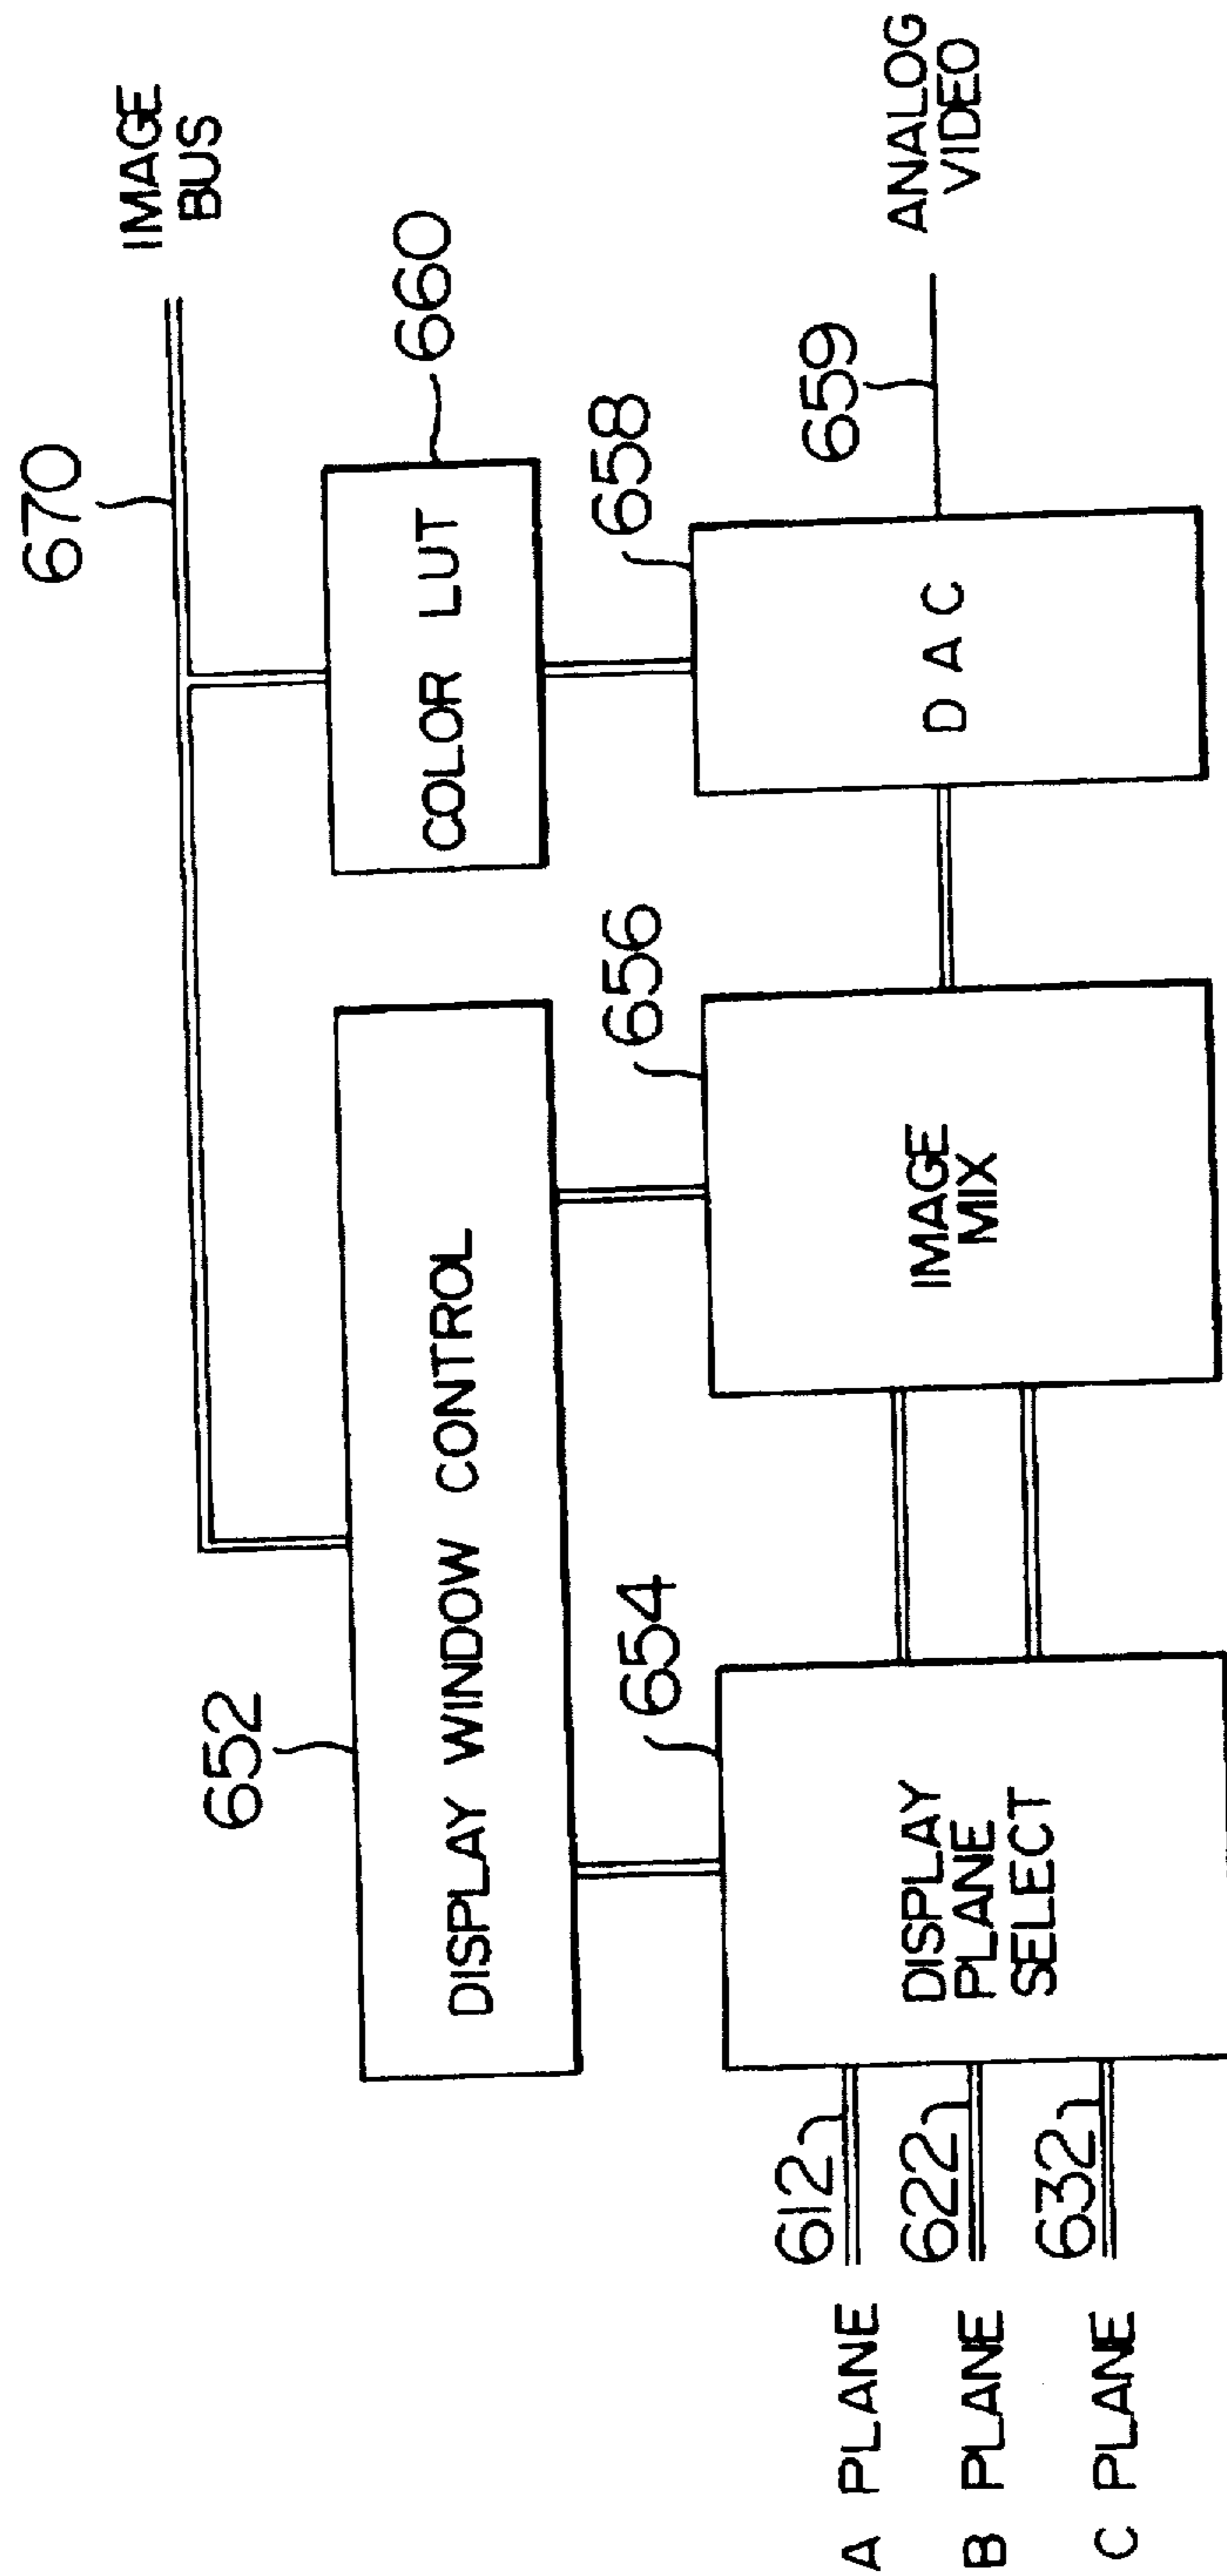 670
IMAGE
BUS
652
DISPLAY WINDOW CONTROL
COLOR LUT
660
654
656
658
612
A PLANE
622
B PLANE
632
C PLANE
DISPLAY
PLANE
SELECT
IMAGE
MIX
D A C
659
ANALOG
VIDEO